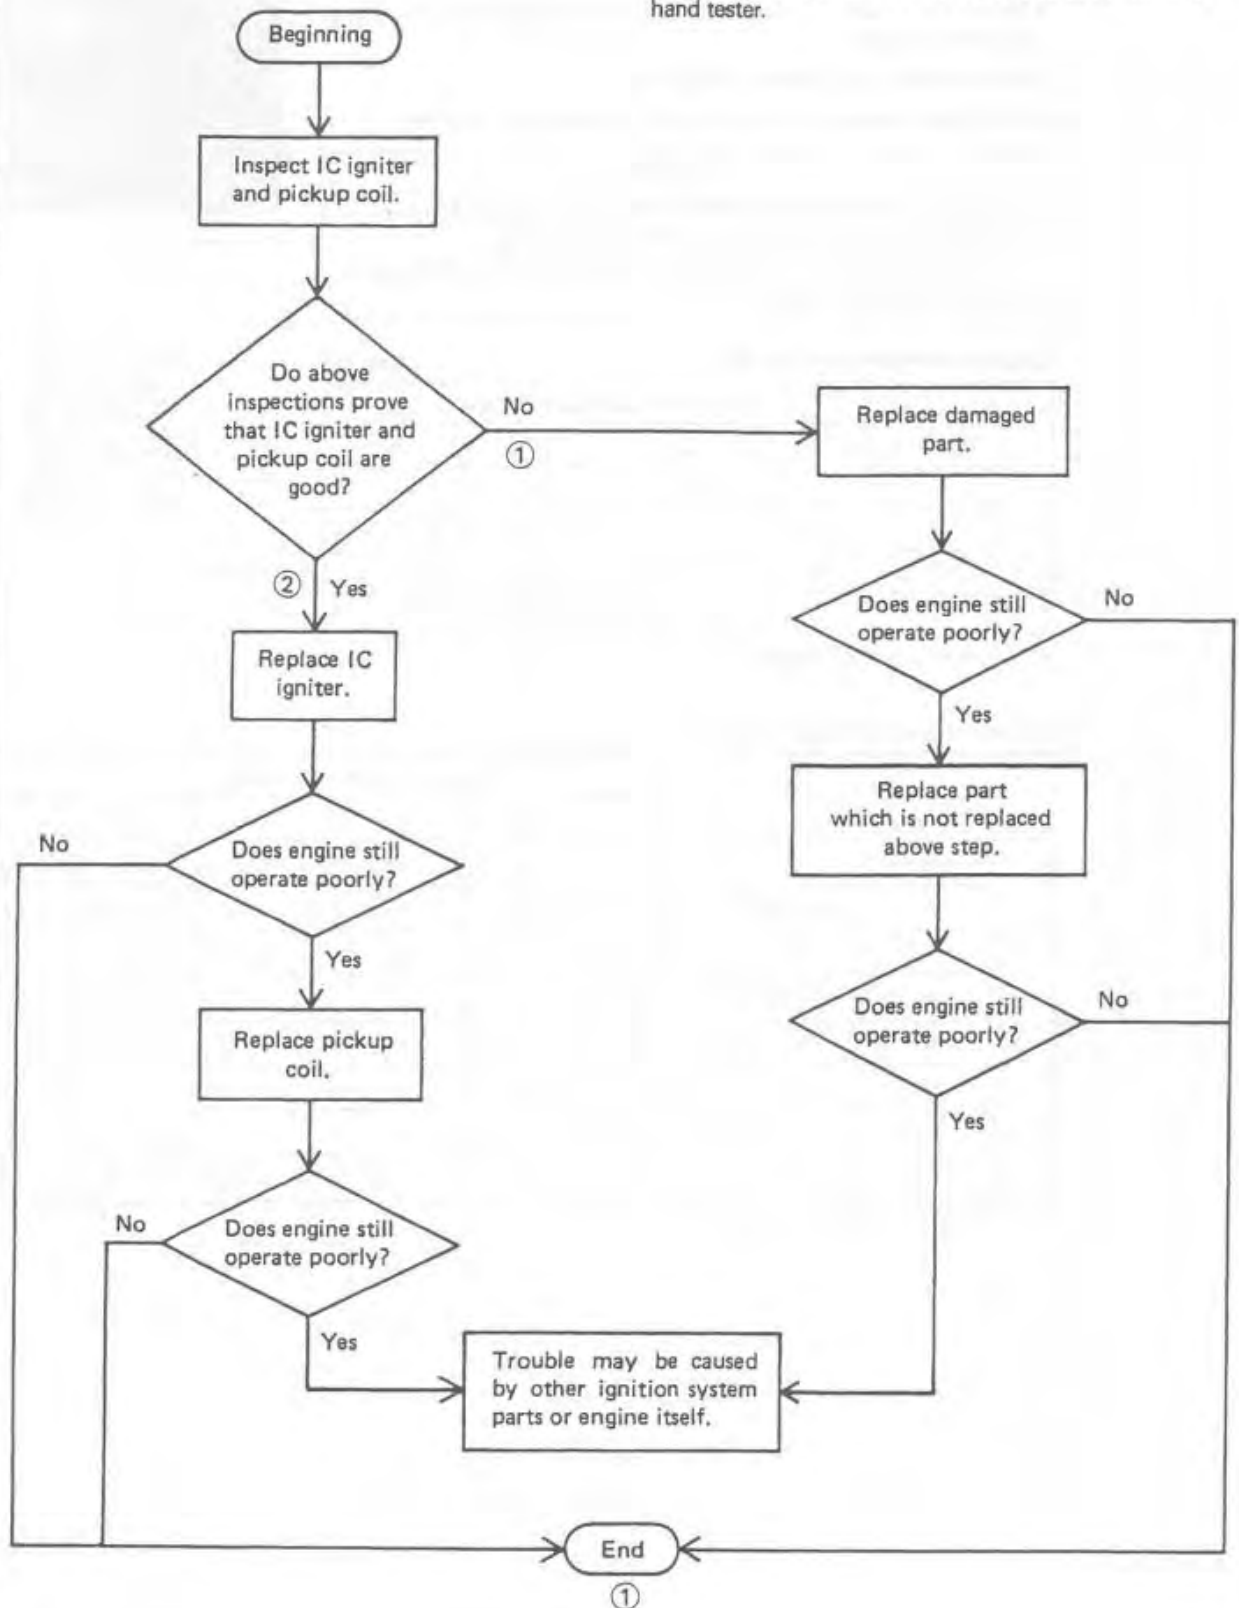 hand tester.
Beginning
Inspect IC igniter
and pickup coil.
Do above
inspections prove
that IC igniter and
pickup coil are
good?
No
①
Replace damaged
part.
② Yes
Does engine still
operate poorly?
No
Replace IC
igniter.
Yes
Replace part
which is not replaced
above step.
No
Does engine still
operate poorly?
Yes
Does engine still
operate poorly?
No
Replace pickup
coil.
Yes
No
Does engine still
operate poorly?
Yes
Trouble may be caused
by other ignition system
parts or engine itself.
End
①